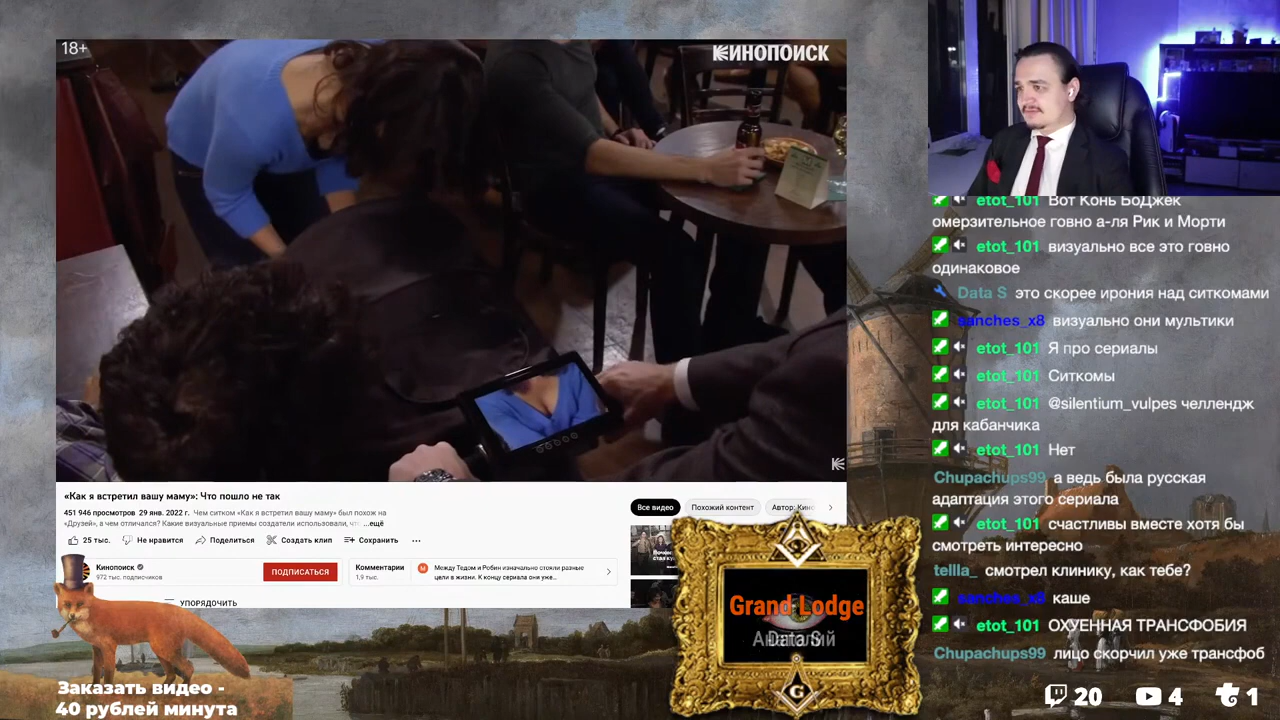 18+
КИНОПОИСК
«Как я встретил вашу маму»: Что пошло не так
451 946 просмотров 29 янв. 2022 г. Чем ситком «Как я встретил вашу маму» был похож на
«Друзей», а чем отличался? Какие визуальные приемы создатели использовали, ...ещё
25 тыс. Не нравится Поделиться Создать клип Сохранить
Кинопоиск
972 тыс. подписчиков
ПОДПИСАТЬСЯ
Комментарии
1,9 тыс.
Между Тедом и Робин изначально стояли разные
цели в жизни. К концу сериала они уже...
УПОРЯДОЧИТЬ
Все видео Похожий контент Автор:
Grand Lodge
Data S
G
Заказать видео -
40 рублей минута
etot_101 Вот Конь БоДжек
омерзительное говно а-ля Рик и Морти
etot_101 визуально все это говно
одинаковое
Data S это скорее ирония над ситкомами
sanches_x8 визуально они мультики
etot_101 Я про сериалы
etot_101 Ситкомы
etot_101 @silentium_vulpes челлендж
для кабанчика
etot_101 Нет
Chupachups99 а ведь была русская
адаптация этого сериала
etot_101 счастливы вместе хотя бы
смотреть интересно
tellla_ смотрел клинику, как тебе?
sanches_x8 каше
etot_101 ОХУЕННАЯ ТРАНСФОБИЯ
Chupachups99 лицо скорчил уже трансфоб
20 4 1